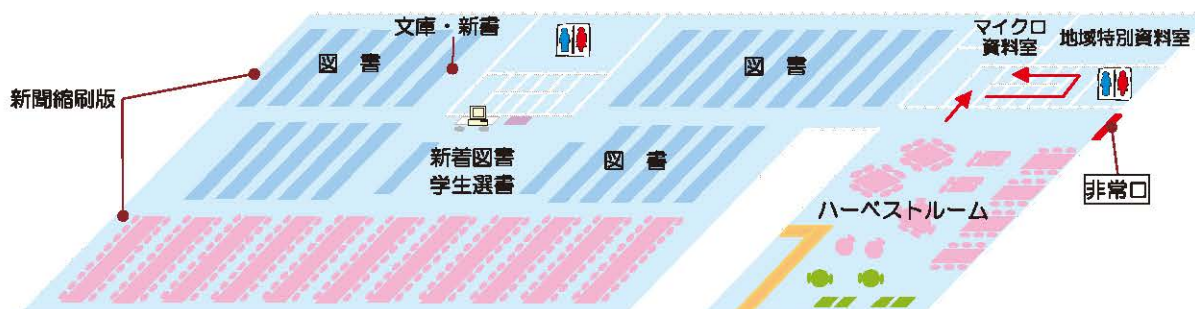 文庫・新書
図 書
マイクロ
資料室
地域特別資料室
図 書
新聞縮刷版
新着図書
学生選書
図 書
非常口
ハーベストルーム